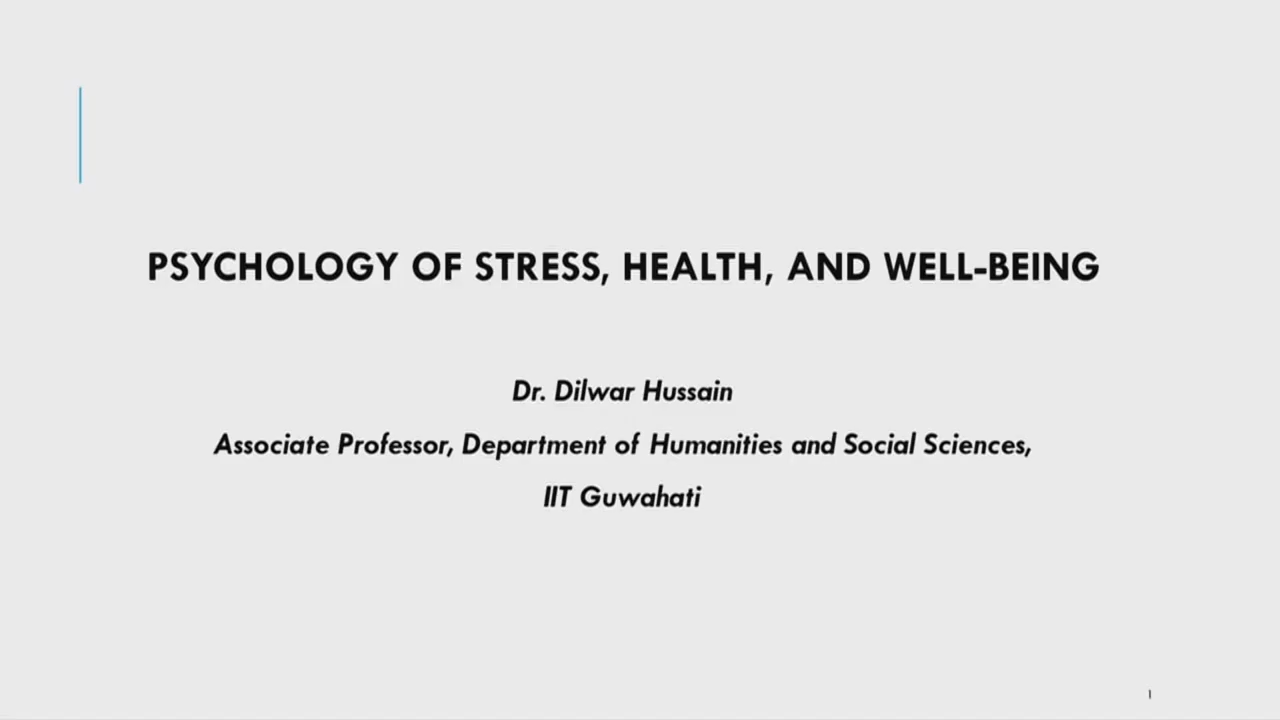 PSYCHOLOGY OF STRESS, HEALTH, AND WELL-BEING
Dr. Dilwar Hussain
Associate Professor, Department of Humanities and Social Sciences,
IIT Guwahati
1